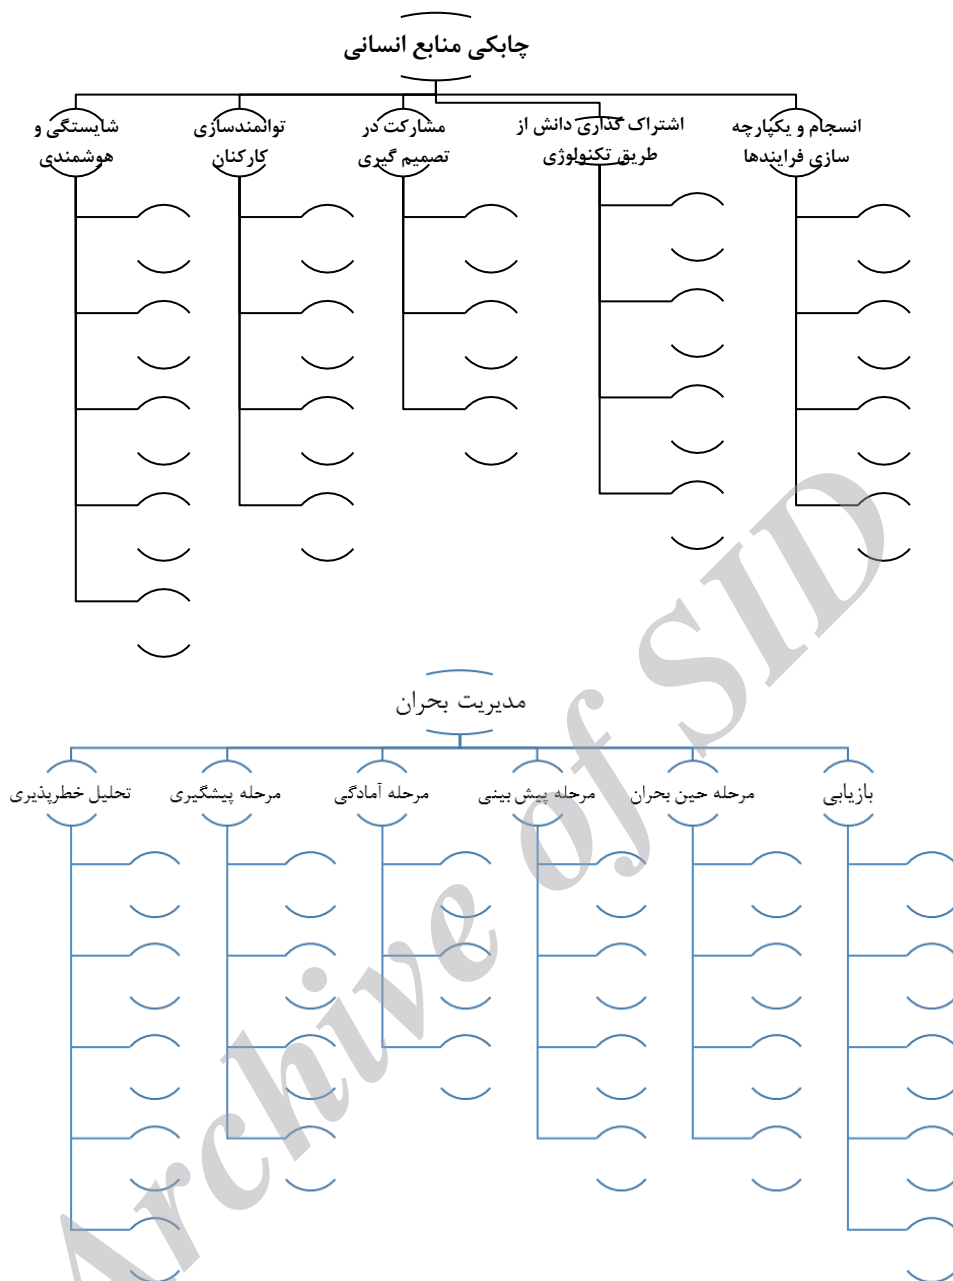 چابکی منابع انسانی
انسجام و یکپارچه
سازی فرایندها
اشتراک گذاری دانش از
طریق تکنولوژی
مشارکت در
تصمیم گیری
توانمندسازی
کارکنان
شایستگی و
هوشمندی
مدیریت بحران
بازیابی
مرحله حین بحران
مرحله پیش بینی
مرحله آمادگی
مرحله پیشگیری
تحلیل خطرپذیری
Archive of SID